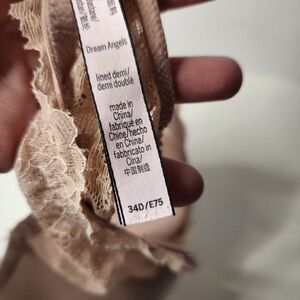 Dream Angels
lined demi/
demi doublé
made in
China/
fabriqué en
Chine/hecho
en China/
fabbricato in
Cina/
中国制造
34D/E75